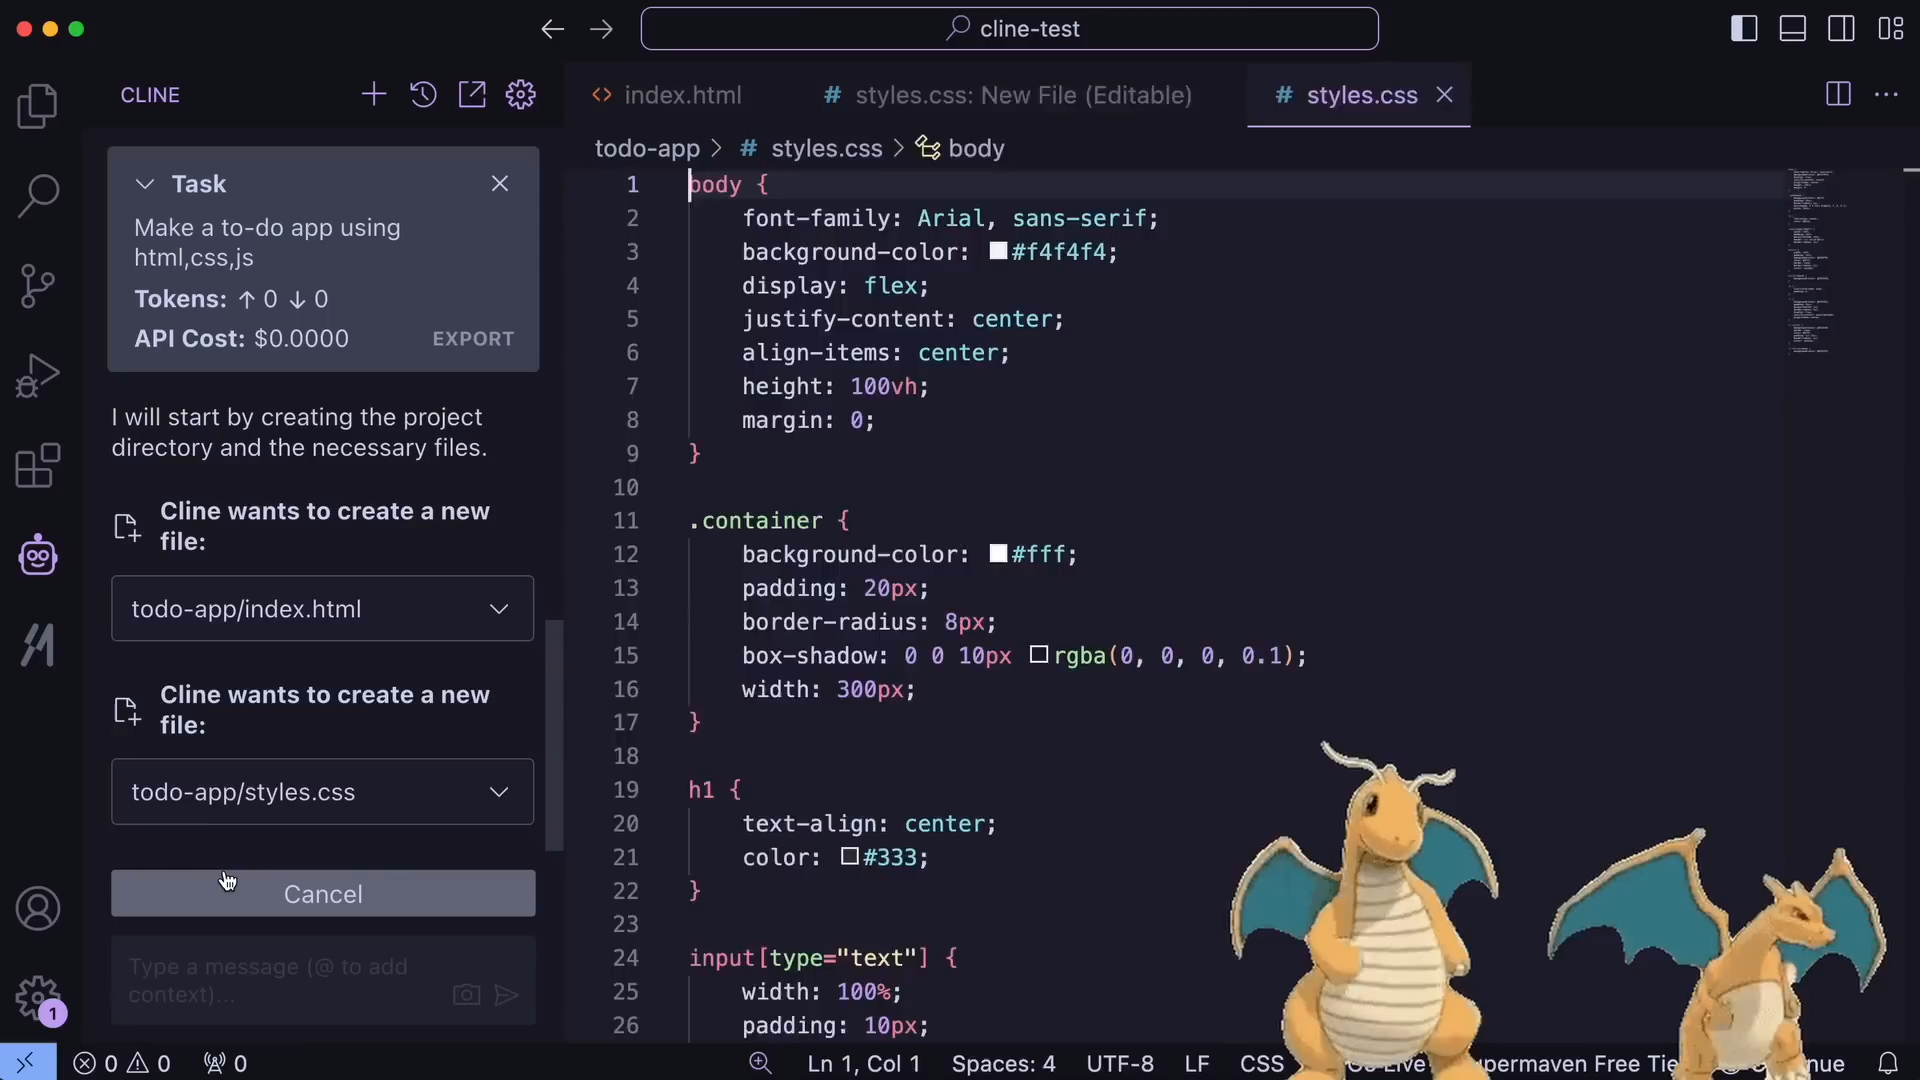 cline-test
CLINE
Task
Make a to-do app using
html,css,js
Tokens: ↑ 0 ↓ 0
API Cost: $0.0000
EXPORT
I will start by creating the project
directory and the necessary files.
Cline wants to create a new
file:
todo-app/index.html
Cline wants to create a new
file:
todo-app/styles.css
Cancel
Type a message (@ to add
context)...
1
index.html
# styles.css: New File (Editable)
# styles.css
todo-app > # styles.css > body
1 body {
2 font-family: Arial, sans-serif;
3 background-color: #f4f4f4;
4 display: flex;
5 justify-content: center;
6 align-items: center;
7 height: 100vh;
8 margin: 0;
9 }
10
11 .container {
12 background-color: #fff;
13 padding: 20px;
14 border-radius: 8px;
15 box-shadow: 0 0 10px rgba(0, 0, 0, 0.1);
16 width: 300px;
17 }
18
19 h1 {
20 text-align: center;
21 color: #333;
22 }
23
24 input[type="text"] {
25 width: 100%;
26 padding: 10px;
0 0 0 Ln 1, Col 1 Spaces: 4 UTF-8 LF CSS Live Free